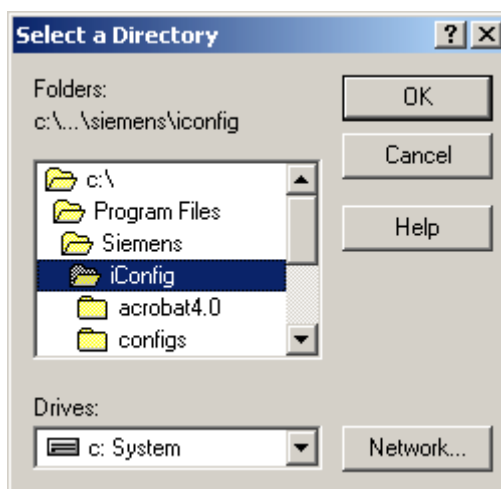 Select a Directory
Folders:
c:\...\siemens\iconfig
OK
Cancel
Help
c:\
Program Files
Siemens
iConfig
acrobat4.0
configs
Drives:
c: System
Network...